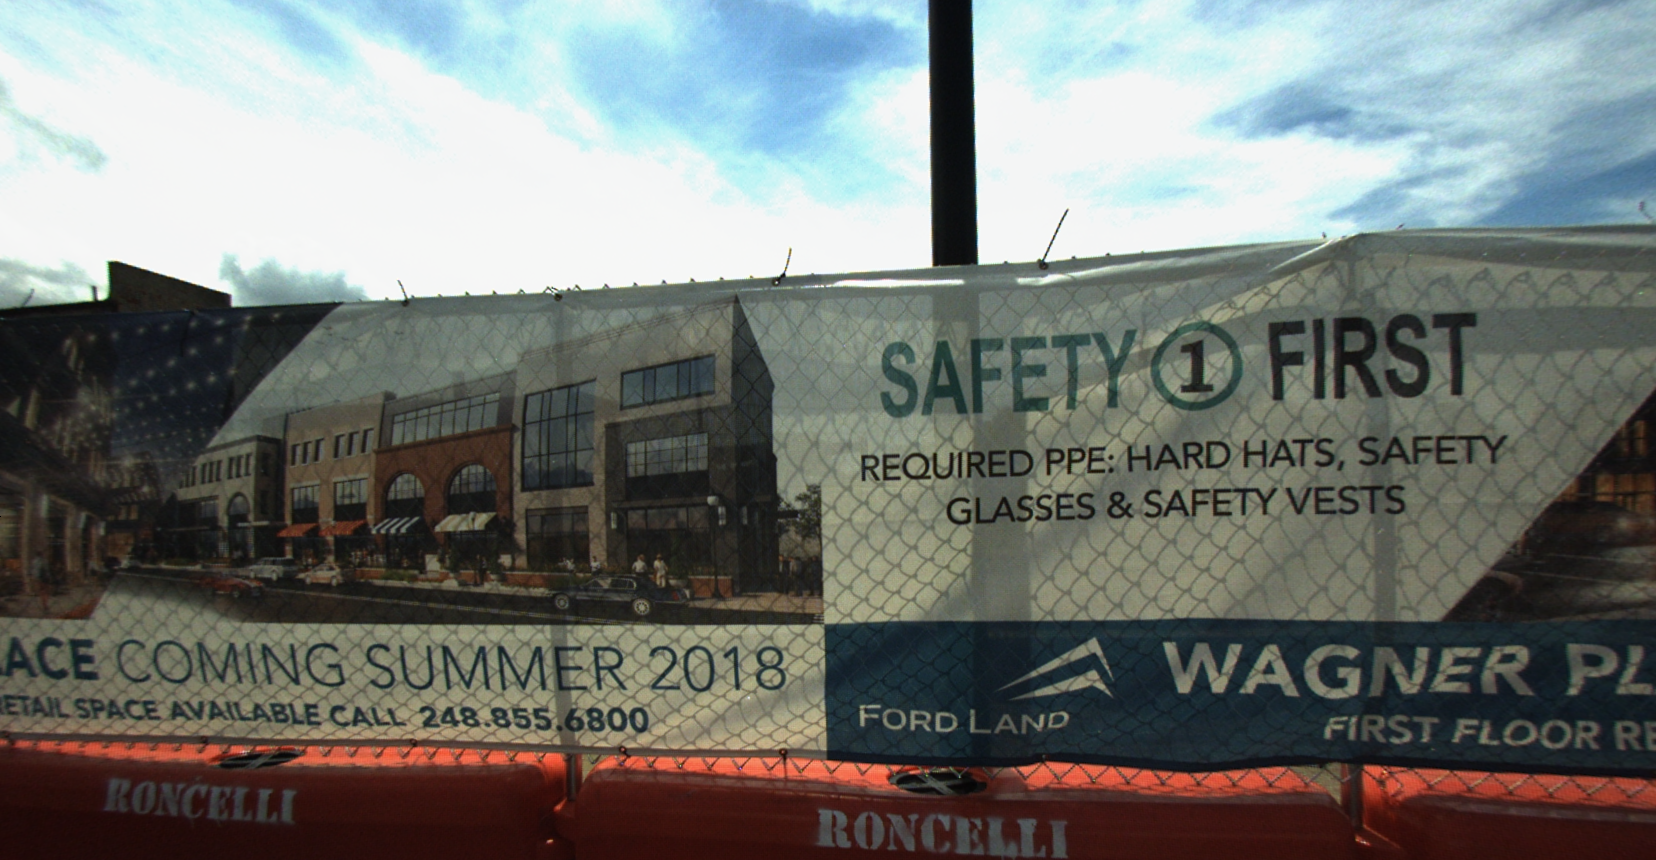 SAFETY 1 FIRST
REQUIRED PPE: HARD HATS, SAFETY
GLASSES & SAFETY VESTS
LACE COMING SUMMER 2018
RETAIL SPACE AVAILABLE CALL 248.855.6800
FORD LAND
WAGNER PL
FIRST FLOOR RE
RONCELLI
RONCELLI